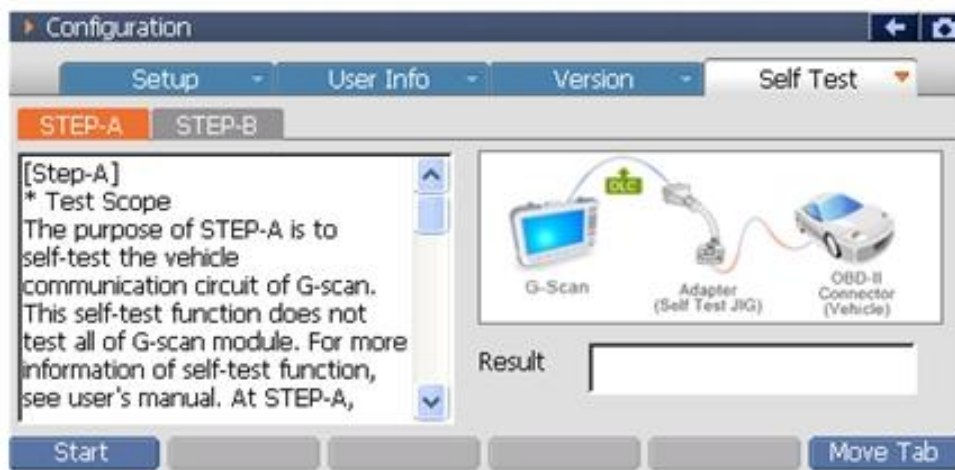 Configuration
Setup
User Info
Version
Self Test
STEP-A
STEP-B
[Step-A]
* Test Scope
The purpose of STEP-A is to
self-test the vehicle
communication circuit of G-scan.
This self-test function does not
test all of G-scan module. For more
information of self-test function,
see user's manual. At STEP-A,
DLC
G-Scan
Adapter
(Self Test JIG)
OBD-II
Connector
(Vehicle)
Result
Start
Move Tab